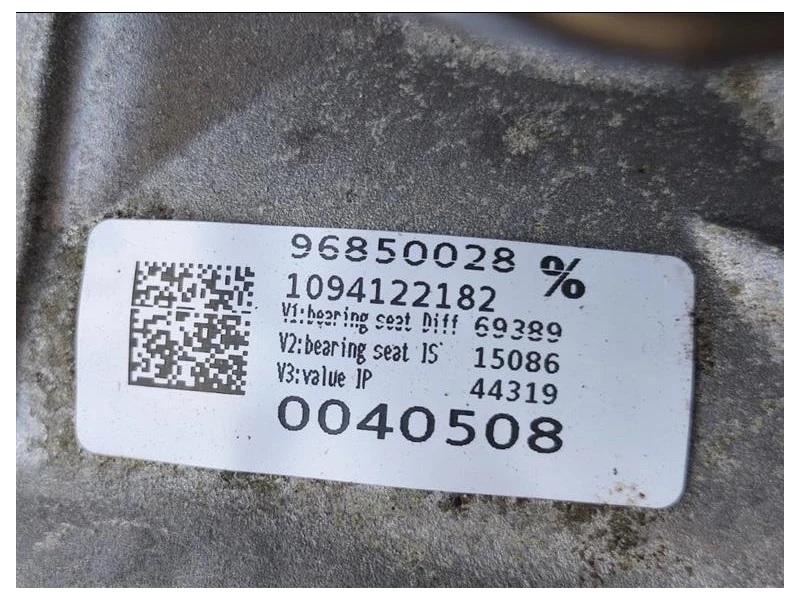 96850028 %
1094122182
V1:bearing seat Diff 69389
V2:bearing seat IS 15086
V3:value IP 44319
0040508